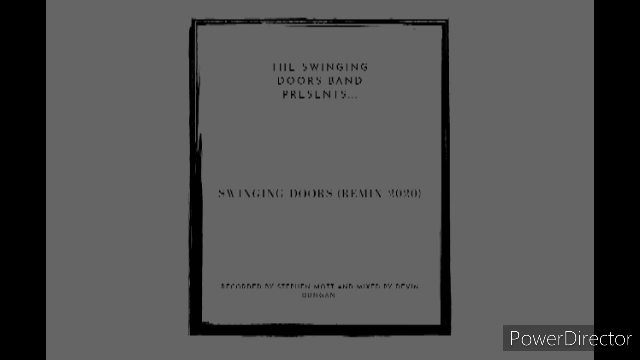 THE SWINGING
DOORS BAND
PRESENTS...
SWINGING DOORS (REMIX 2020)
RECORDED BY STEPHEN MOTT AND MIXED BY DEVIN
DUNGAN
PowerDirector